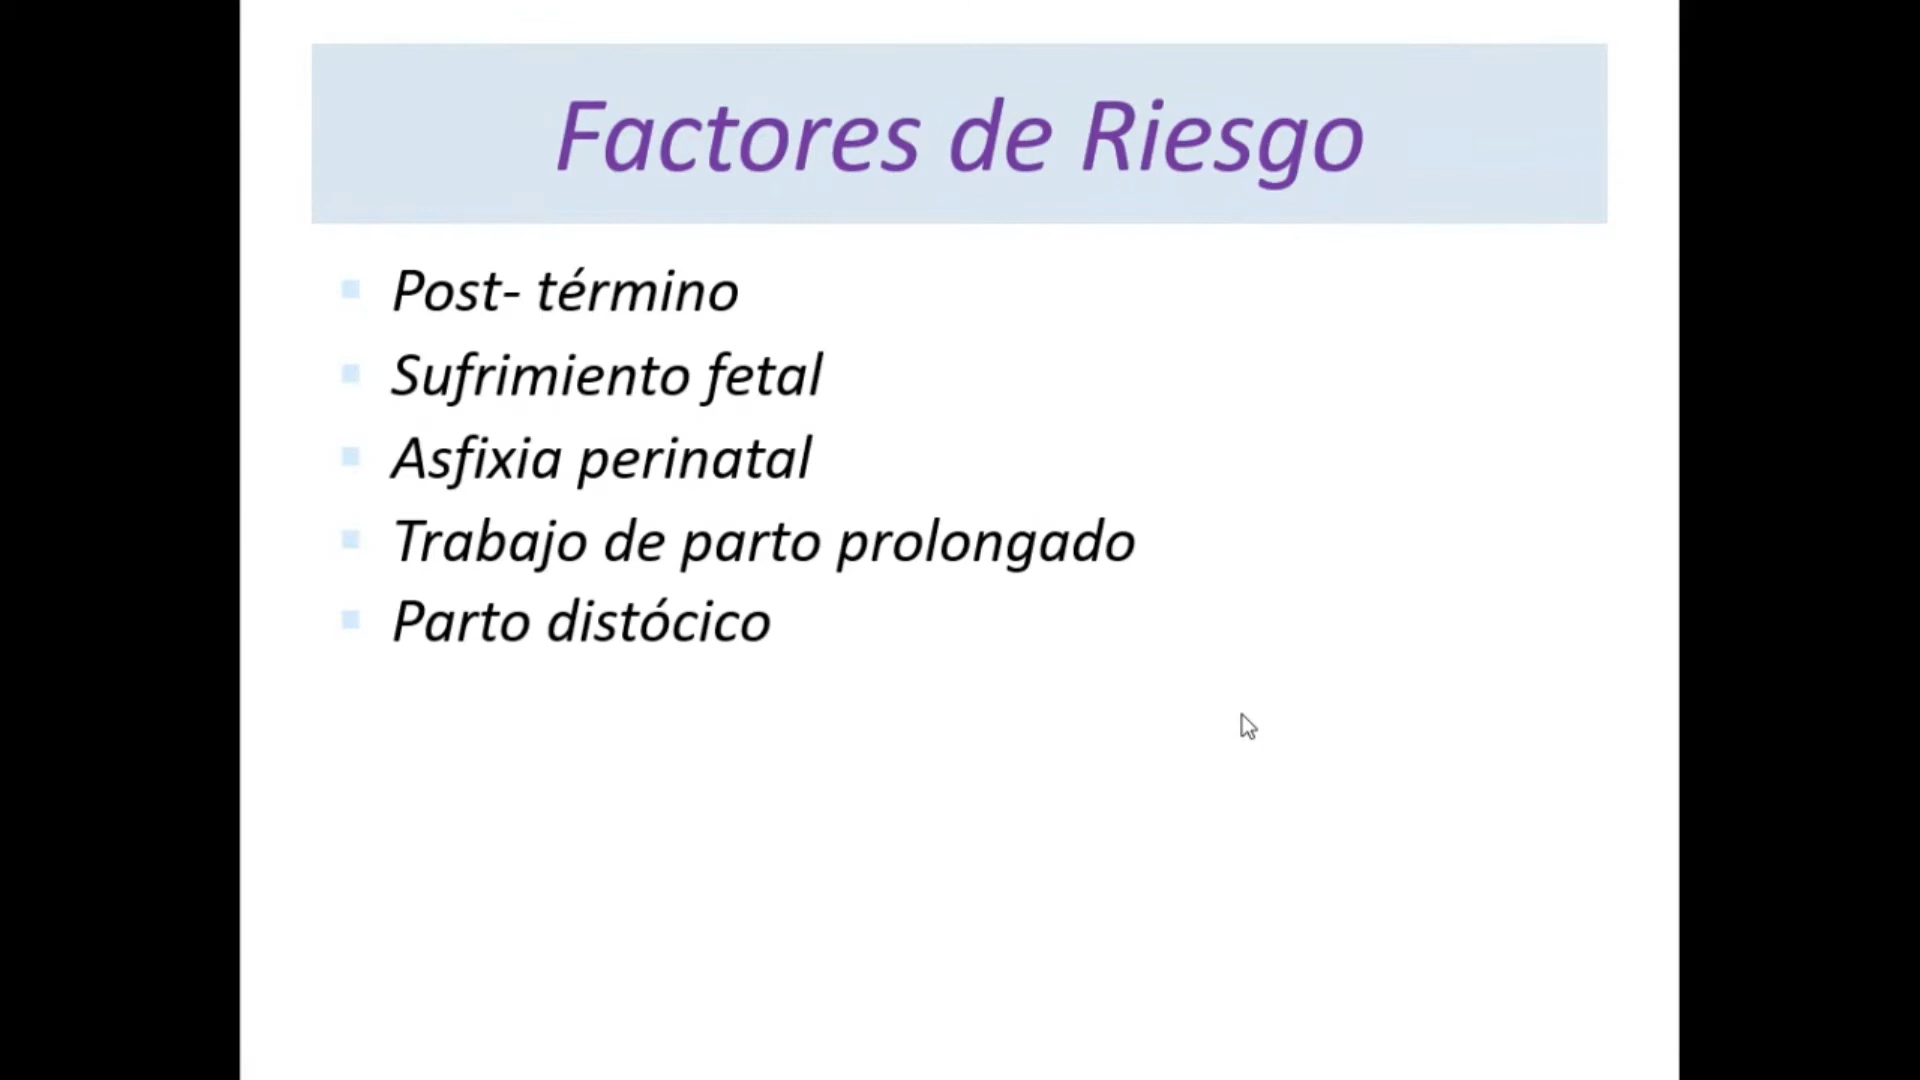 Factores de Riesgo
Post- término
Sufrimiento fetal
Asfixia perinatal
Trabajo de parto prolongado
Parto distócico